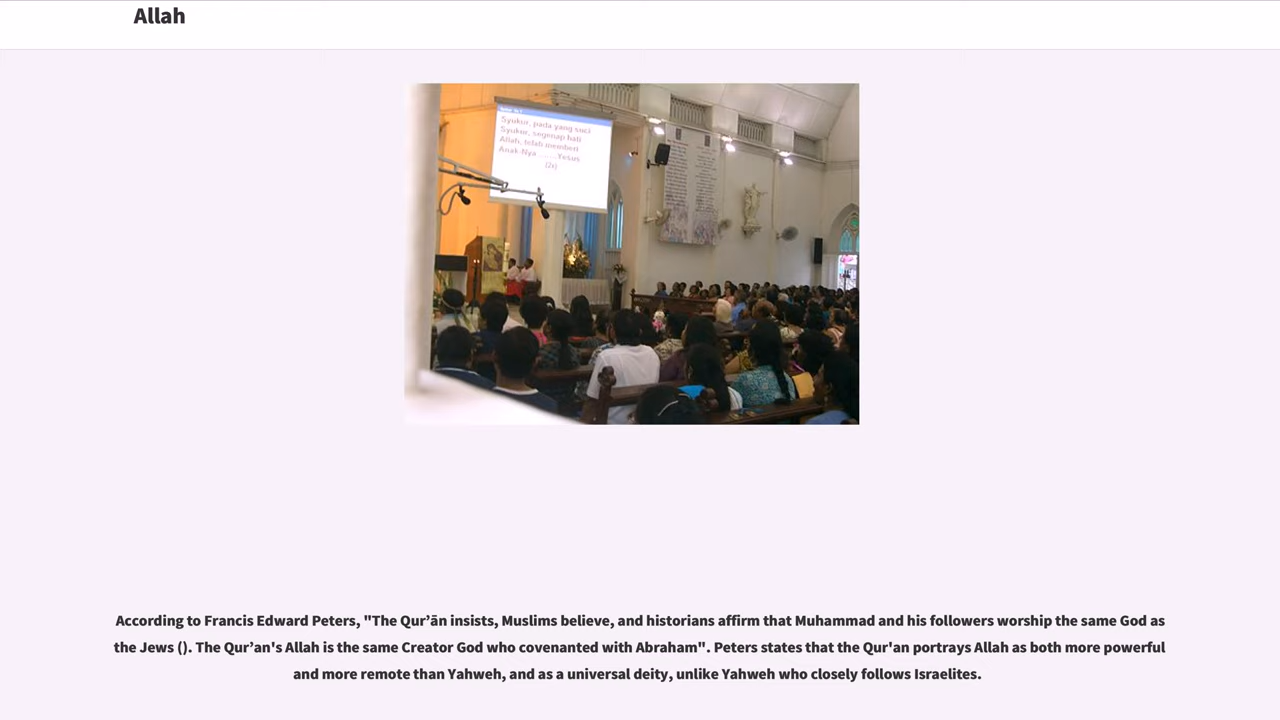 Allah
Syukur, pada yang suci
Syukur, segenap hati
Allah, telah memberi
Anak-Nya ........Yesus
(2x)
According to Francis Edward Peters, "The Qur’ān insists, Muslims believe, and historians affirm that Muhammad and his followers worship the same God as
the Jews (). The Qur’an's Allah is the same Creator God who covenanted with Abraham". Peters states that the Qur'an portrays Allah as both more powerful
and more remote than Yahweh, and as a universal deity, unlike Yahweh who closely follows Israelites.